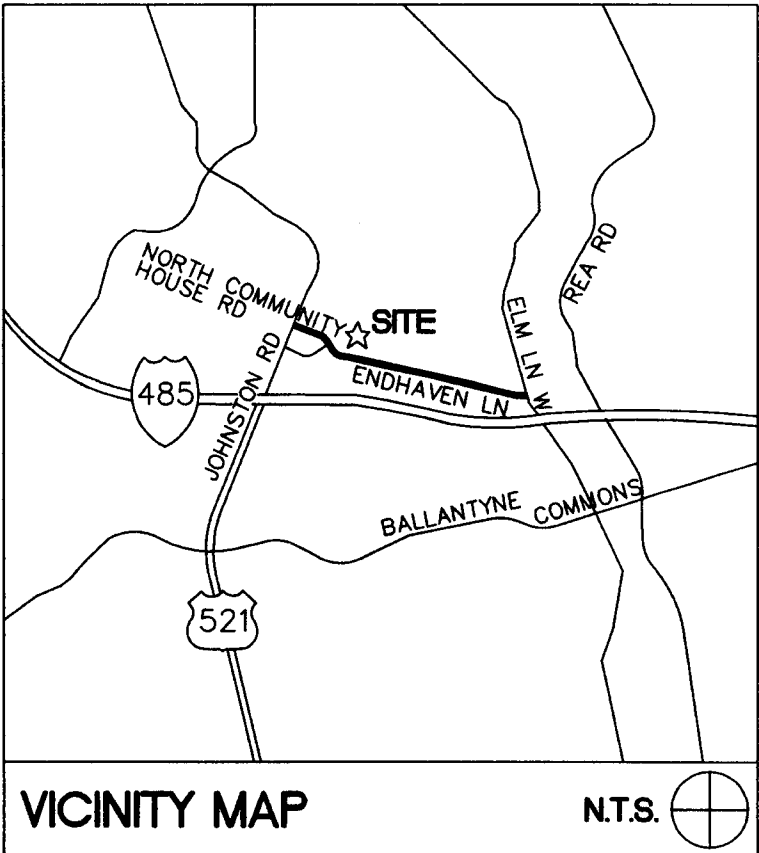 NORTH COMMUNITY
HOUSE RD
SITE
REA RD
ELM LN W
JOHNSTON RD
ENDHAVEN LN
485
BALLANTYNE COMMONS
521
VICINITY MAP
N.T.S.